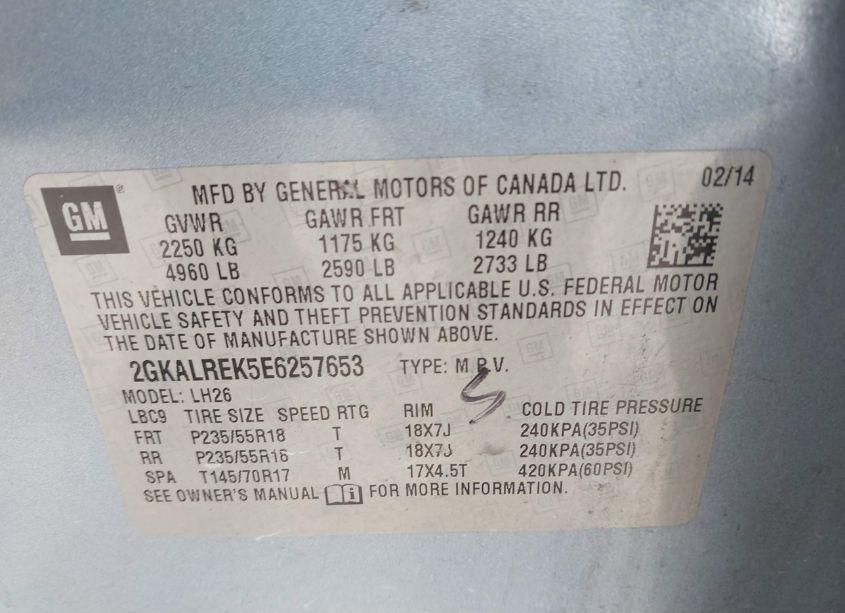 GM ® MFD BY GENERAL MOTORS OF CANADA LTD. 02/14
GVWR GAWR FRT GAWR RR
2250 KG 1175 KG 1240 KG
4960 LB 2590 LB 2733 LB
THIS VEHICLE CONFORMS TO ALL APPLICABLE U.S. FEDERAL MOTOR
VEHICLE SAFETY AND THEFT PREVENTION STANDARDS IN EFFECT ON
THE DATE OF MANUFACTURE SHOWN ABOVE.
2GKALREK5E6257653 TYPE: M.P.V.
MODEL: LH26
LBC9 TIRE SIZE SPEED RTG RIM COLD TIRE PRESSURE
FRT P235/55R18 T 18X7J 240KPA(35PSI)
RR P235/55R18 T 18X7J 240KPA(35PSI)
SPA T145/70R17 M 17X4.5T 420KPA(60PSI)
SEE OWNER'S MANUAL i FOR MORE INFORMATION.